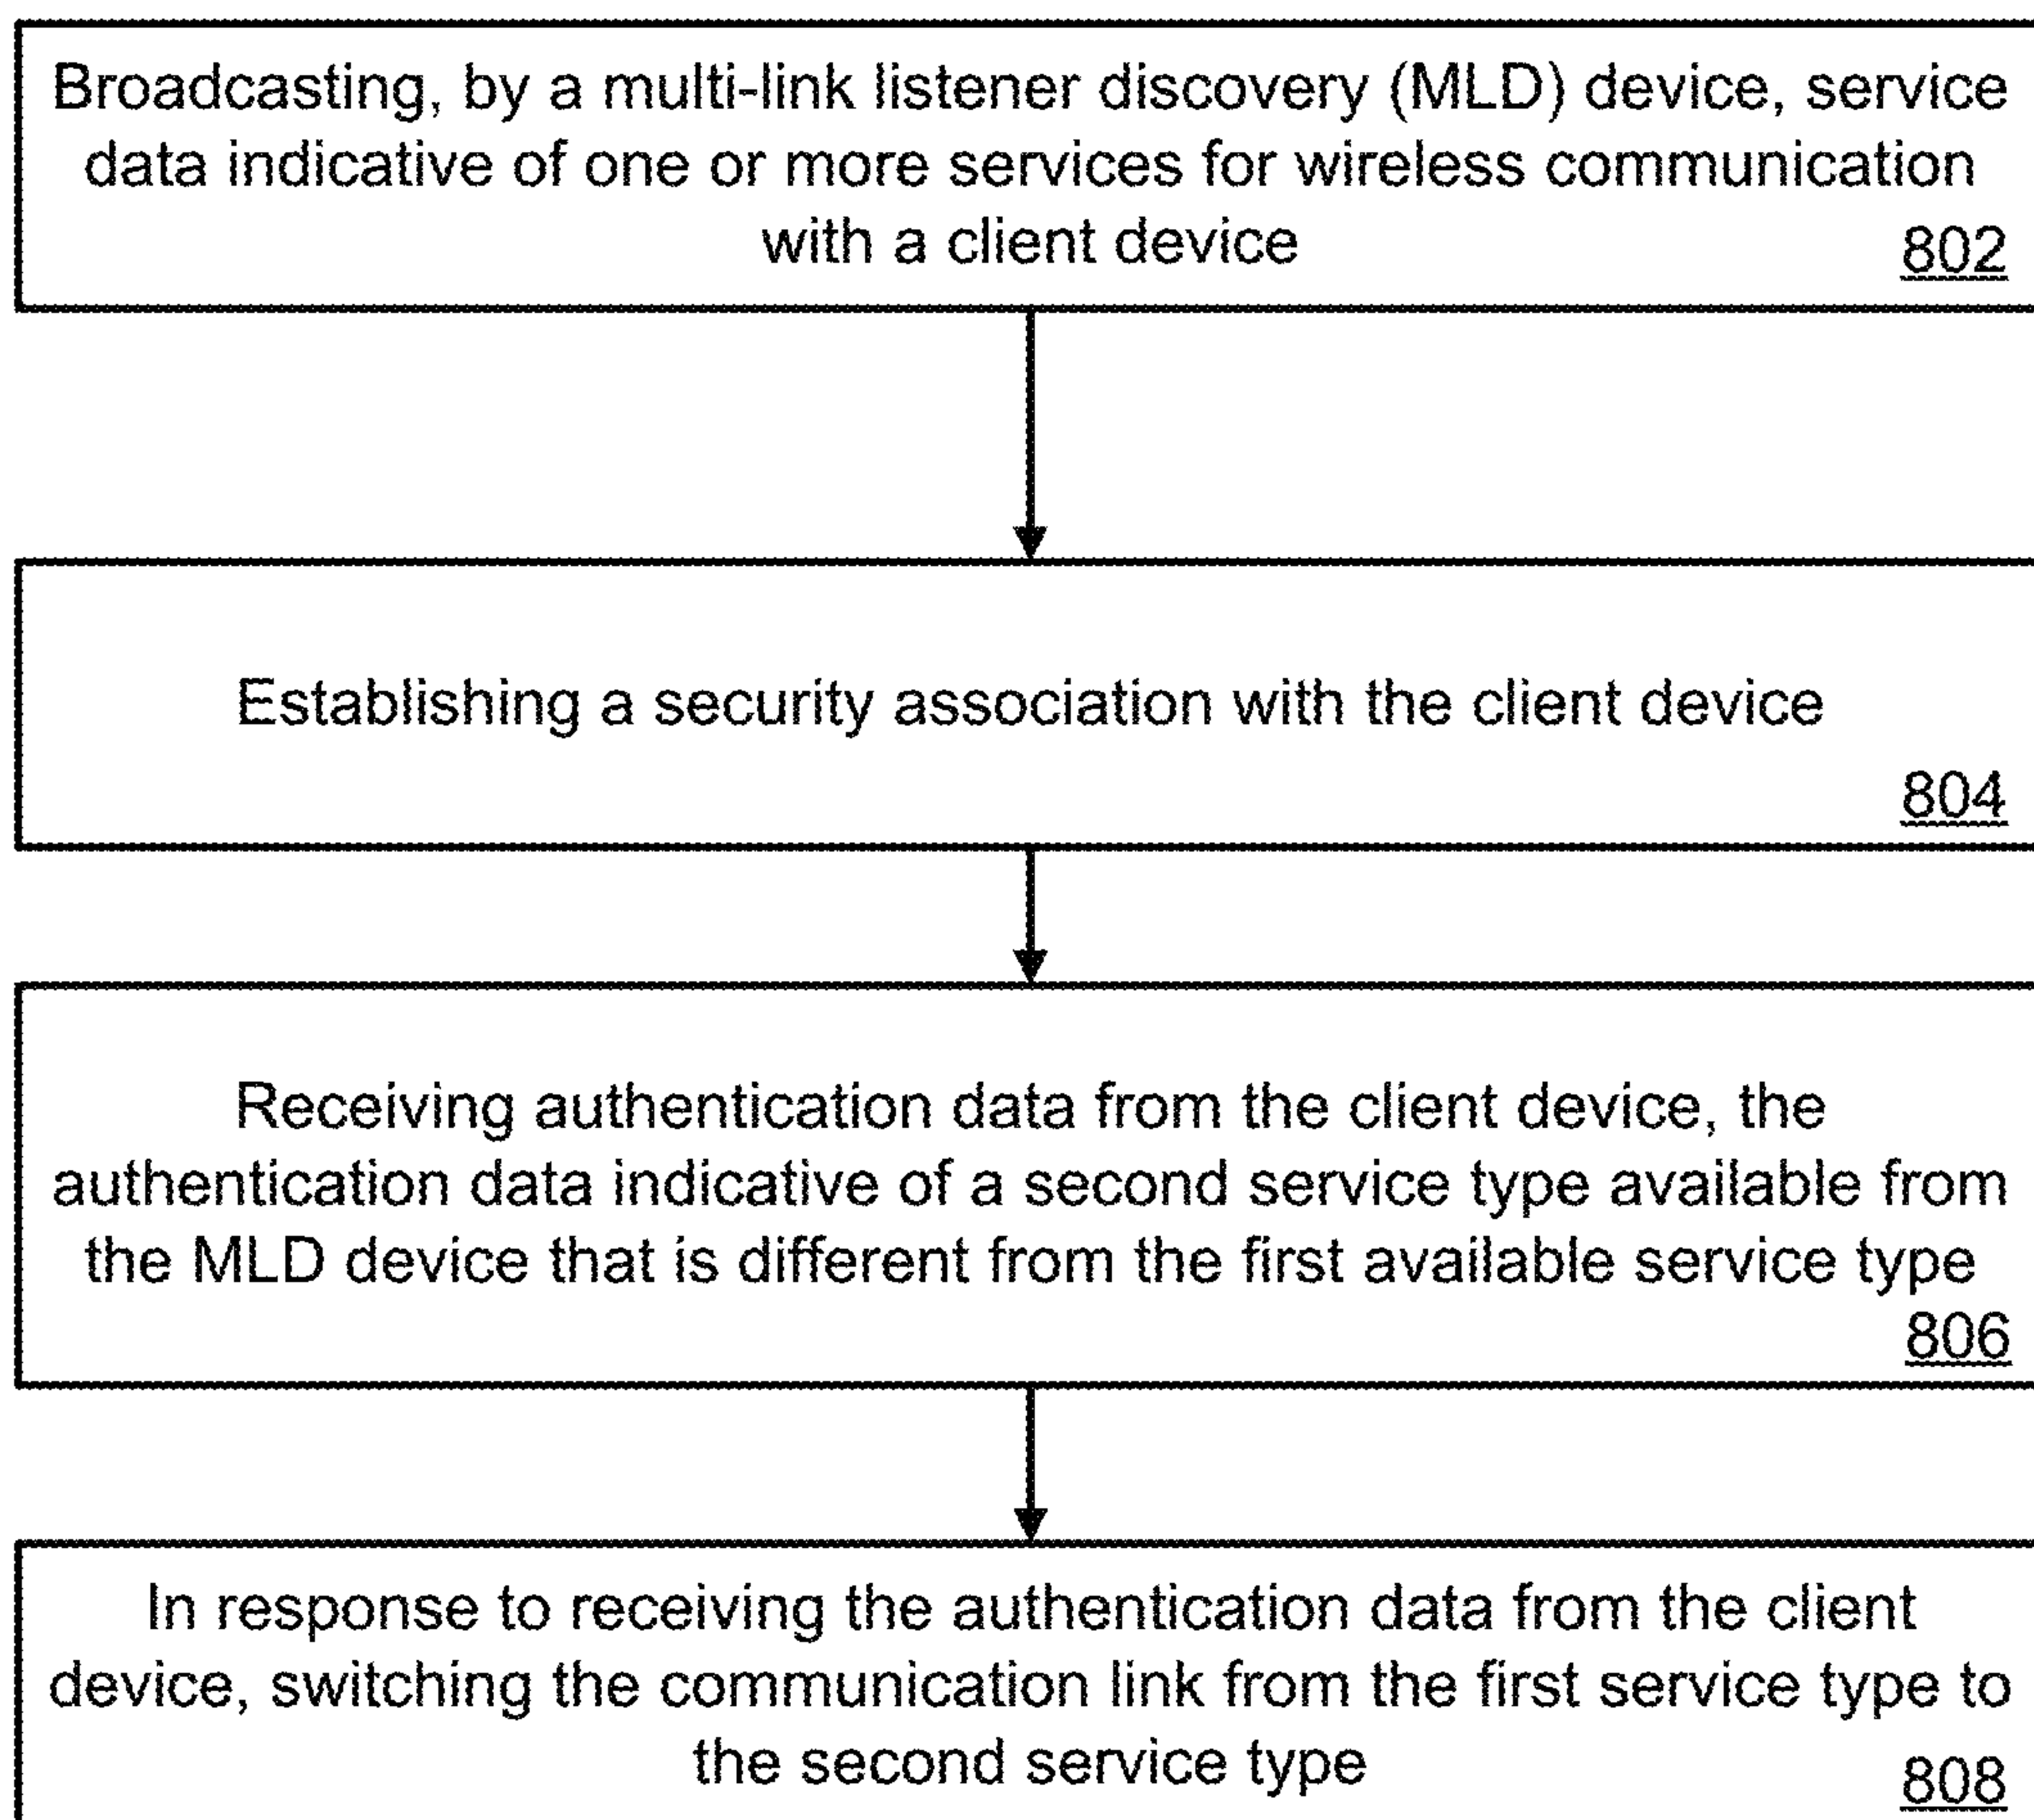 Broadcasting, by a multi-link listener discovery (MLD) device, service
data indicative of one or more services for wireless communication
with a client device
802
Establishing a security association with the client device
804
Receiving authentication data from the client device, the
authentication data indicative of a second service type available from
the MLD device that is different from the first available service type
806
In response to receiving the authentication data from the client
device, switching the communication link from the first service type to
the second service type
808